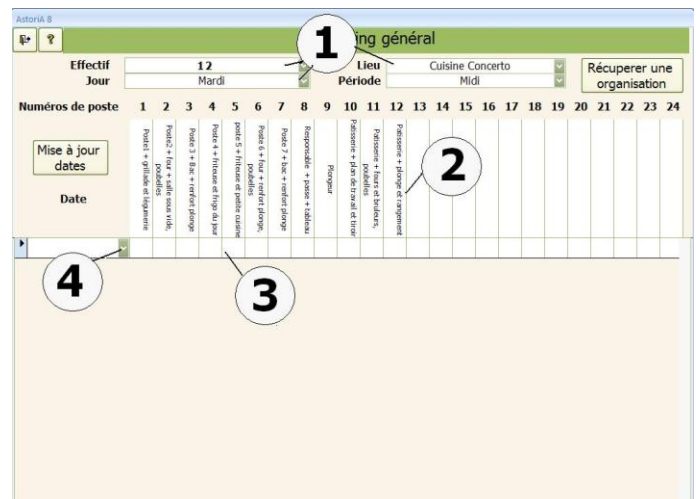 AstoriA 8
?
1
ing général
Effectif 12 Lieu Cuisine Concerto
Récuperer une organisation
Jour Mardi Période Midi
Numéros de poste 1 2 3 4 5 6 7 8 9 10 11 12 13 14 15 16 17 18 19 20 21 22 23 24
Mise à jour dates
Date
Poste1 + grillade et légumerie
Poste2 + four + salle sous vide, poubelles
Poste 3 + Bac + renfort plonge
Poste 4 + friteuse et frigo du jour
poste 5 + friteuse et petite cuisine
Poste 6 + four + renfort plonge, poubelles
Poste 7 + bac + renfort plonge
Responsable + passe + tableau
Plongeur
Patisserie + plan de travail et tiroir
Patisserie + fours et bruleurs, poubelles
Patisserie + plonge et rangement
2
4
3